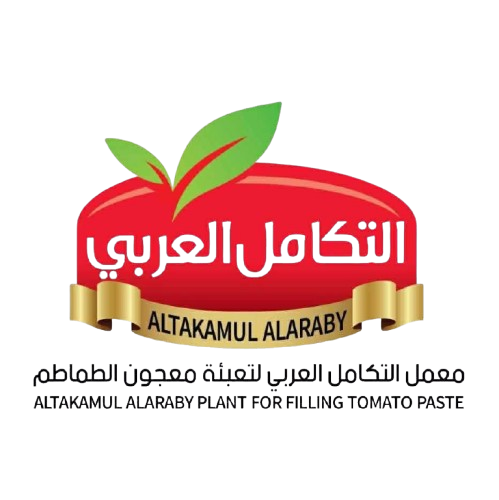 التكامل العربي
ALTAKAMUL ALARABY
معمل التكامل العربي لتعبئة معجون الطماطم
ALTAKAMUL ALARABY PLANT FOR FILLING TOMATO PASTE